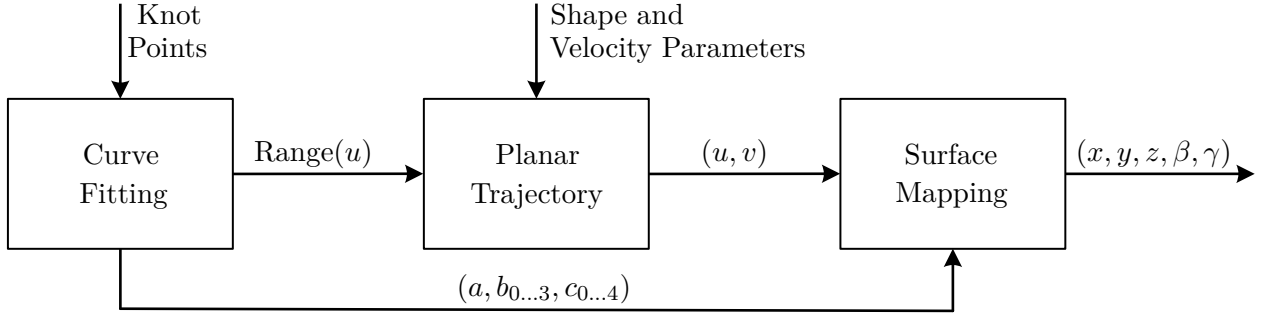 Knot
Points
Shape and
Velocity Parameters
Curve
Fitting
Range(u)
Planar
Trajectory
(u, v)
Surface
Mapping
(x, y, z, β, γ)
(a, b₀...₃, c₀...₄)